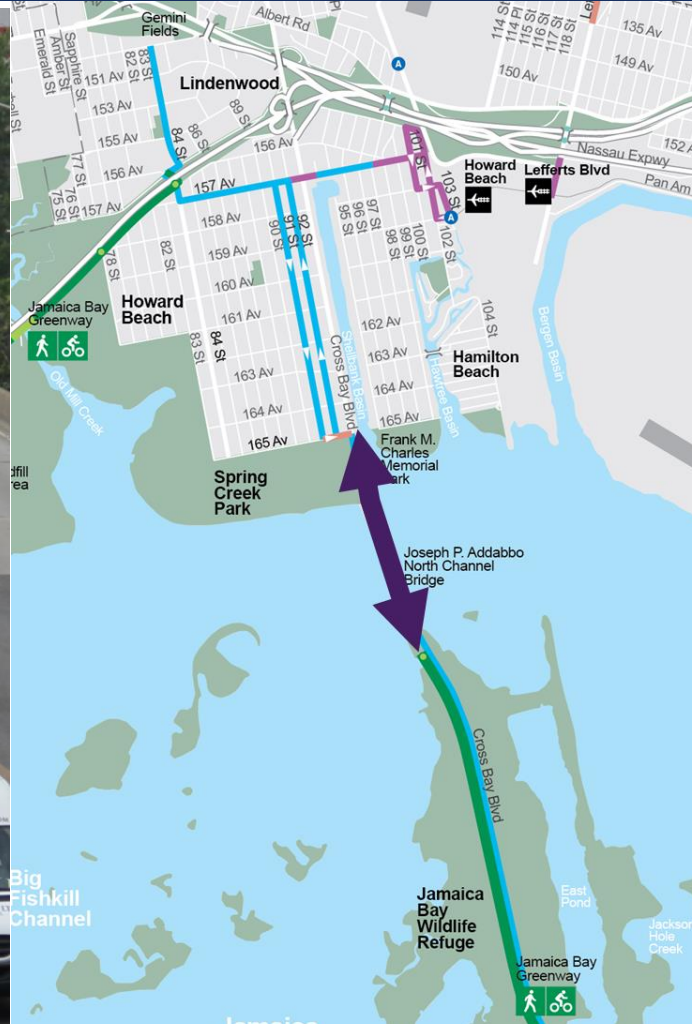 Gemini
Fields
Albert Rd
114 St
114 Pl
115 St
116 St
117 St
118 St
135 Av
149 Av
150 Av
Sapphire St
Amber St
Emerald St
83 St
82 St
151 Av
153 Av
155 Av
156 Av
157 Av
Lindenwood
89 St
86 St
84 St
156 Av
A
Nassau Expwy
152 A
Pan Am
101 St
103 St
Howard
Beach
Lefferts Blvd
77 St
76 St
75 St
157 Av
158 Av
159 Av
160 Av
161 Av
90 St
91 St
92 St
95 St
96 St
97 St
98 St
99 St
100 St
102 St
A
78 St
82 St
Jamaica Bay
Greenway
Howard
Beach
83 St
84 St
163 Av
164 Av
165 Av
Cross Bay Blvd
Shellbank Basin
162 Av
163 Av
164 Av
165 Av
Hawtree Basin
104 St
Hamilton
Beach
Bergen Basin
Old Mill Creek
dfill
rea
Spring
Creek
Park
Frank M.
Charles
Memorial
Park
Joseph P. Addabbo
North Channel
Bridge
Cross Bay Blvd
Big
Fishkill
Channel
Jamaica
Bay
Wildlife
Refuge
East
Pond
Jackson
Hole
Creek
Jamaica Bay
Greenway
Jamaica